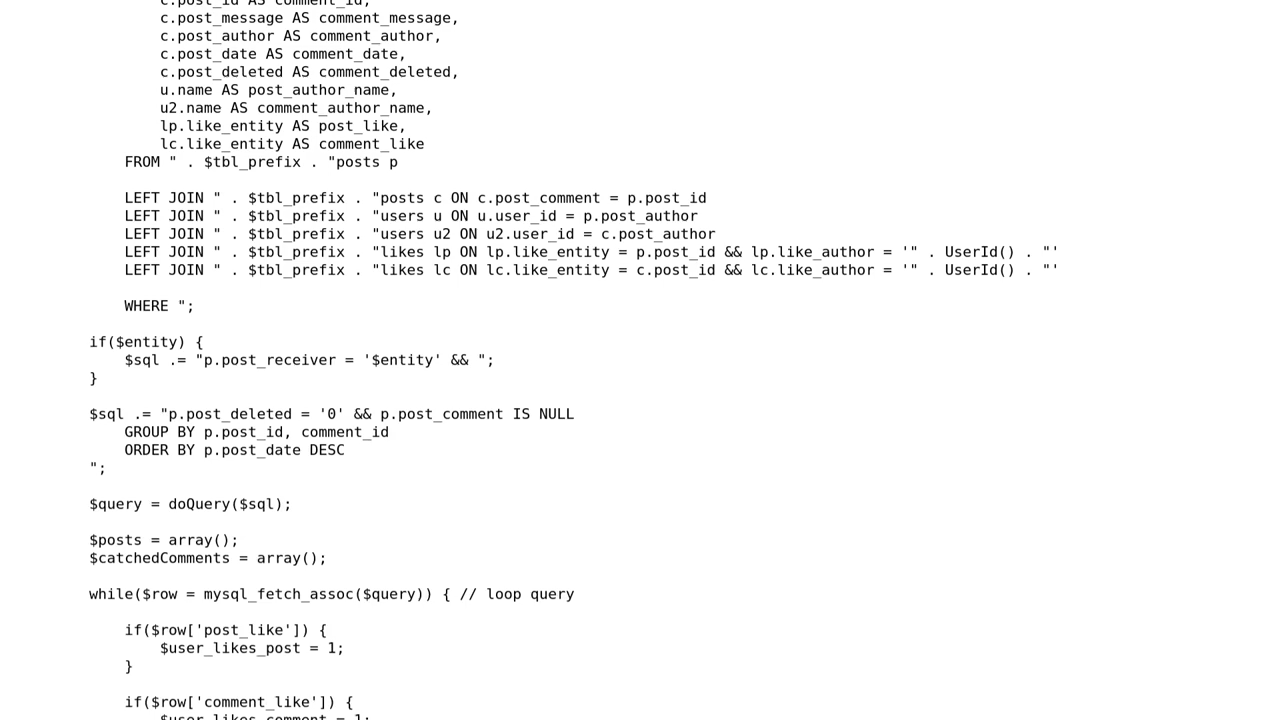 c.post_id AS comment_id,
c.post_message AS comment_message,
c.post_author AS comment_author,
c.post_date AS comment_date,
c.post_deleted AS comment_deleted,
u.name AS post_author_name,
u2.name AS comment_author_name,
lp.like_entity AS post_like,
lc.like_entity AS comment_like
FROM " . $tbl_prefix . "posts p
LEFT JOIN " . $tbl_prefix . "posts c ON c.post_comment = p.post_id
LEFT JOIN " . $tbl_prefix . "users u ON u.user_id = p.post_author
LEFT JOIN " . $tbl_prefix . "users u2 ON u2.user_id = c.post_author
LEFT JOIN " . $tbl_prefix . "likes lp ON lp.like_entity = p.post_id && lp.like_author = '" . UserId() . "'
LEFT JOIN " . $tbl_prefix . "likes lc ON lc.like_entity = c.post_id && lc.like_author = '" . UserId() . "'
WHERE ";
if($entity) {
$sql .= "p.post_receiver = '$entity' && ";
}
$sql .= "p.post_deleted = '0' && p.post_comment IS NULL
GROUP BY p.post_id, comment_id
ORDER BY p.post_date DESC
";
$query = doQuery($sql);
$posts = array();
$catchedComments = array();
while($row = mysql_fetch_assoc($query)) { // loop query
if($row['post_like']) {
$user_likes_post = 1;
}
if($row['comment_like']) {
$user_likes_comment = 1;